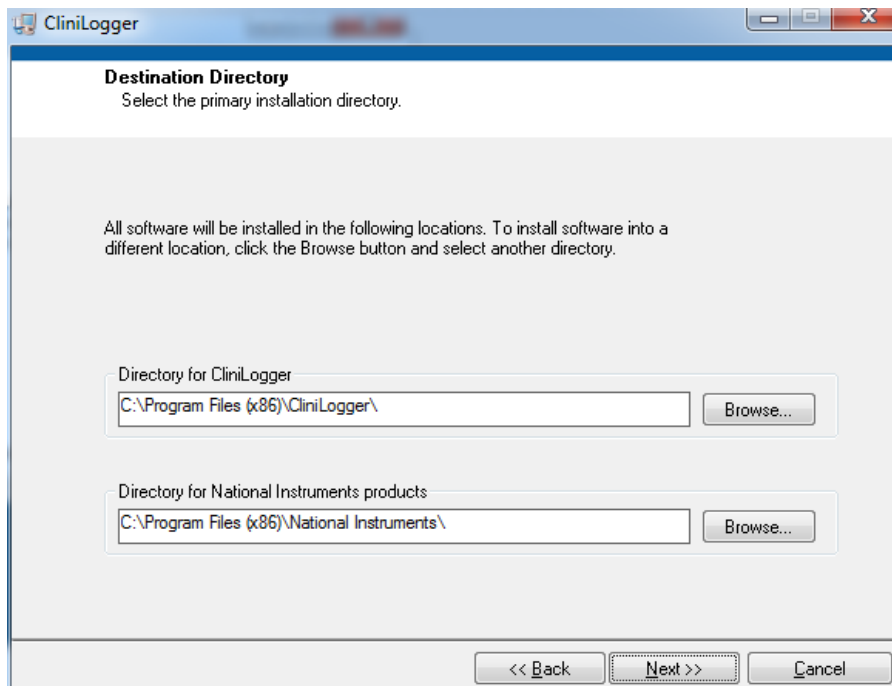 CliniLogger
Destination Directory
Select the primary installation directory.
All software will be installed in the following locations. To install software into a
different location, click the Browse button and select another directory.
Directory for CliniLogger
C:\Program Files (x86)\CliniLogger\
Browse...
Directory for National Instruments products
C:\Program Files (x86)\National Instruments\
Browse...
<< Back
Next >>
Cancel